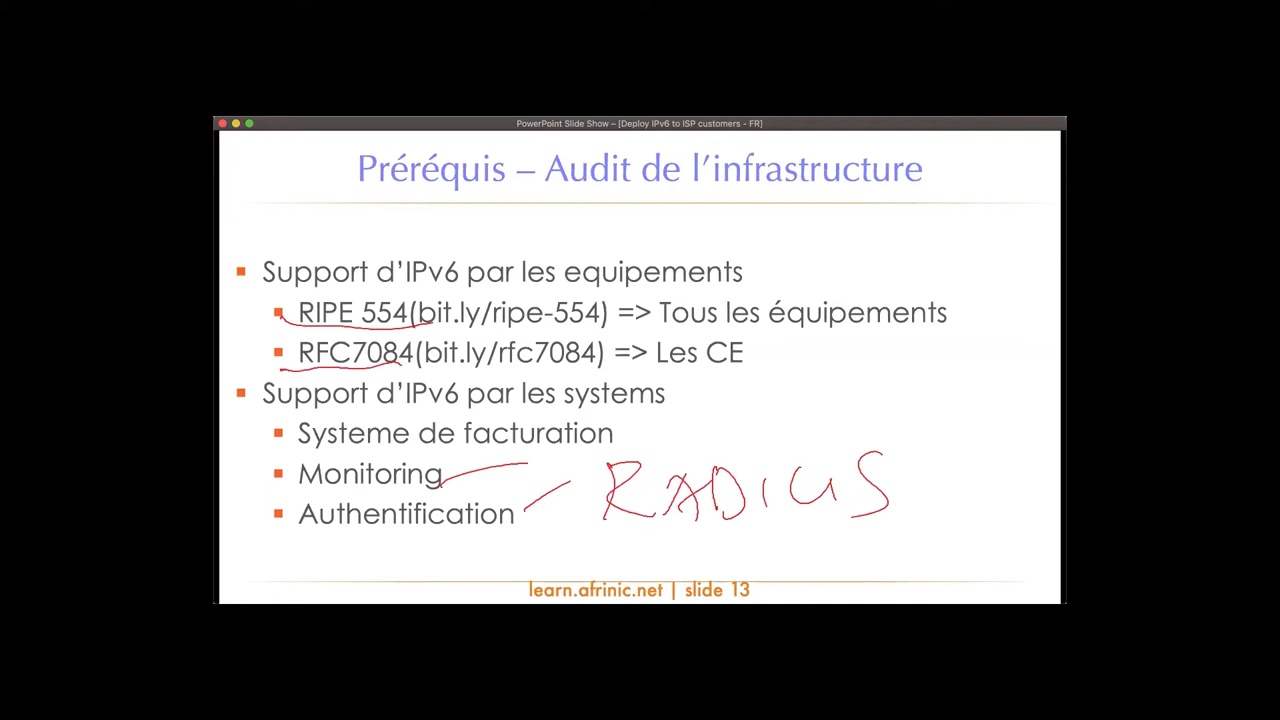 PowerPoint Slide Show – [Deploy IPv6 to ISP customers - FR]
Préréquis – Audit de l’infrastructure
Support d’IPv6 par les equipements
RIPE 554(bit.ly/ripe-554) => Tous les équipements
RFC7084(bit.ly/rfc7084) => Les CE
Support d’IPv6 par les systems
Systeme de facturation
Monitoring
Authentification
RADIUS
learn.afrinic.net | slide 13